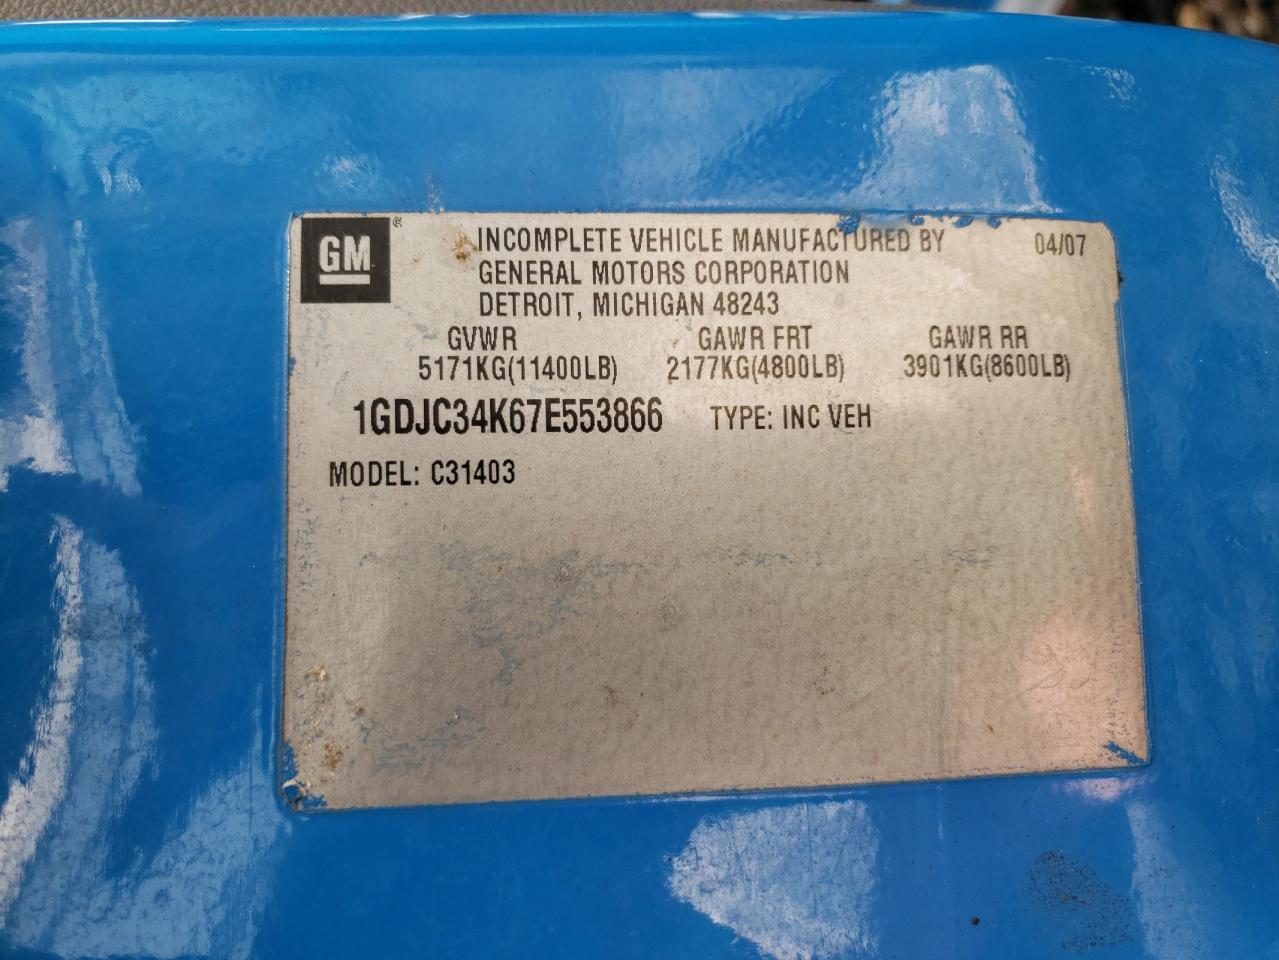 GM ®
INCOMPLETE VEHICLE MANUFACTURED BY 04/07
GENERAL MOTORS CORPORATION
DETROIT, MICHIGAN 48243
GVWR GAWR FRT GAWR RR
5171KG(11400LB) 2177KG(4800LB) 3901KG(8600LB)
1GDJC34K67E553866 TYPE: INC VEH
MODEL: C31403